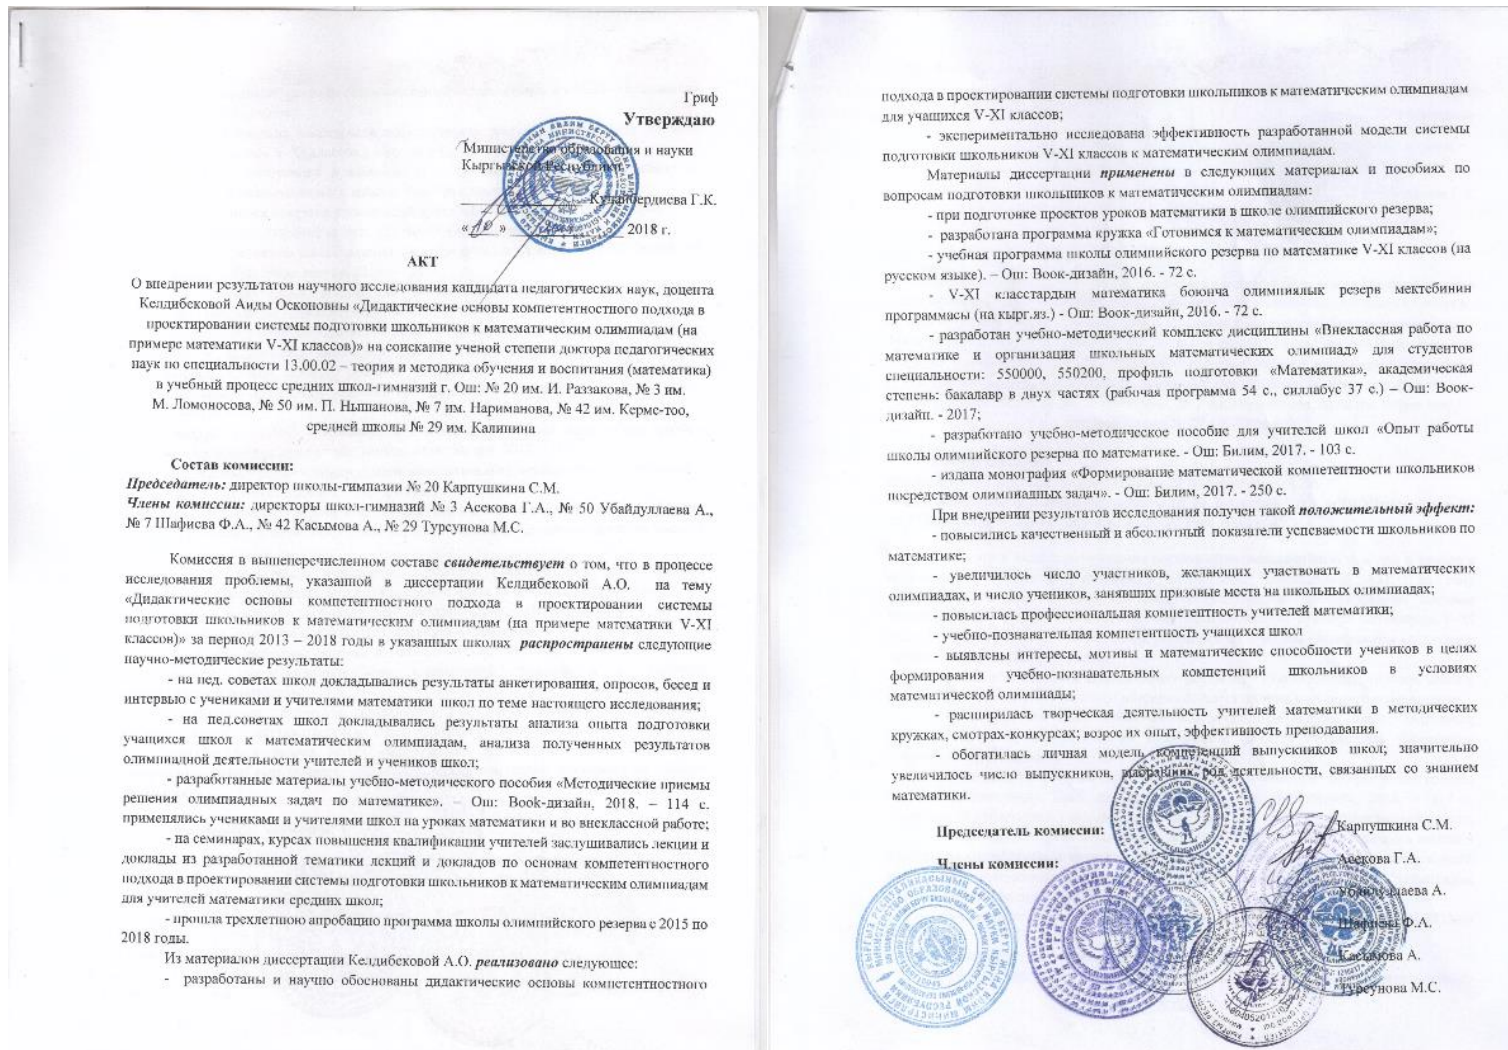 Гриф
Утверждаю
Министерство образования и науки
Кыргызской Республики
Кудайбердиева Г.К.
« 10 » 2018 г.
АКТ
О внедрении результатов научного исследования кандидата педагогических наук, доцента
Келдибековой Аиды Осконовны «Дидактические основы компетентностного подхода в
проектировании системы подготовки школьников к математическим олимпиадам (на
примере математики V-XI классов)» на соискание ученой степени доктора педагогических
наук по специальности 13.00.02 – теория и методика обучения и воспитания (математика)
в учебный процесс средних школ-гимназий г. Ош: № 20 им. И. Раззакова, № 3 им.
М. Ломоносова, № 50 им. П. Нышанова, № 7 им. Нариманова, № 42 им. Керме-тоо,
средней школы № 29 им. Калинина
Состав комиссии:
Председатель: директор школы-гимназии № 20 Карпушкина С.М.
Члены комиссии: директоры школ-гимназий № 3 Асекова Г.А., № 50 Убайдуллаева А.,
№ 7 Шафиева Ф.А., № 42 Касымова А., № 29 Турсунова М.С.
Комиссия в вышеперечисленном составе свидетельствует о том, что в процессе
исследования проблемы, указанной в диссертации Келдибековой А.О. на тему
«Дидактические основы компетентностного подхода в проектировании системы
подготовки школьников к математическим олимпиадам (на примере математики V-XI
классов)» за период 2013 – 2018 годы в указанных школах распространены следующие
научно-методические результаты:
- на пед. советах школ докладывались результаты анкетирования, опросов, бесед и
интервью с учениками и учителями математики школ по теме настоящего исследования;
- на пед.советах школ докладывались результаты анализа опыта подготовки
учащихся школ к математическим олимпиадам, анализа полученных результатов
олимпиадной деятельности учителей и учеников школ;
- разработанные материалы учебно-методического пособия «Методические приемы
решения олимпиадных задач по математике». – Ош: Book-дизайн, 2018. – 114 с.
применялись учениками и учителями школ на уроках математики и во внеклассной работе;
- на семинарах, курсах повышения квалификации учителей заслушивались лекции и
доклады из разработанной тематики лекций и докладов по основам компетентностного
подхода в проектировании системы подготовки школьников к математическим олимпиадам
для учителей математики средних школ;
- прошла трехлетнюю апробацию программа школы олимпийского резерва с 2015 по
2018 годы.
Из материалов диссертации Келдибековой А.О. реализовано следующее:
- разработаны и научно обоснованы дидактические основы компетентностного
подхода в проектировании системы подготовки школьников к математическим олимпиадам
для учащихся V-XI классов;
- экспериментально исследована эффективность разработанной модели системы
подготовки школьников V-XI классов к математическим олимпиадам.
Материалы диссертации применены в следующих материалах и пособиях по
вопросам подготовки школьников к математическим олимпиадам:
- при подготовке проектов уроков математики в школе олимпийского резерва;
- разработана программа кружка «Готовимся к математическим олимпиадам»;
- учебная программа школы олимпийского резерва по математике V-XI классов (на
русском языке). – Ош: Book-дизайн, 2016. - 72 с.
- V-XI класстардын математика боюнча олимпиялык резерв мектебинин
программасы (на кырг.яз.) - Ош: Book-дизайн, 2016. - 72 с.
- разработан учебно-методический комплекс дисциплины «Внеклассная работа по
математике и организация школьных математических олимпиад» для студентов
специальности: 550000, 550200, профиль подготовки «Математика», академическая
степень: бакалавр в двух частях (рабочая программа 54 с., силлабус 37 с.) – Ош: Book-
дизайн. - 2017;
- разработано учебно-методическое пособие для учителей школ «Опыт работы
школы олимпийского резерва по математике. - Ош: Билим, 2017. - 103 с.
- издана монография «Формирование математической компетентности школьников
посредством олимпиадных задач». - Ош: Билим, 2017. - 250 с.
При внедрении результатов исследования получен такой положительный эффект:
- повысились качественный и абсолютный показатели успеваемости школьников по
математике;
- увеличилось число участников, желающих участвовать в математических
олимпиадах, и число учеников, занявших призовые места на школьных олимпиадах;
- повысилась профессиональная компетентность учителей математики;
- учебно-познавательная компетентность учащихся школ
- выявлены интересы, мотивы и математические способности учеников в целях
формирования учебно-познавательных компетенций школьников в условиях
математической олимпиады;
- расширилась творческая деятельность учителей математики в методических
кружках, смотрах-конкурсах; возрос их опыт, эффективность преподавания.
- обогатилась личная модель компетенций выпускников школ; значительно
увеличилось число выпускников, выбравших род деятельности, связанных со знанием
математики.
Председатель комиссии: Карпушкина С.М.
Члены комиссии: Асекова Г.А.
Убайдуллаева А.
Шафиева Ф.А.
Касымова А.
Турсунова М.С.